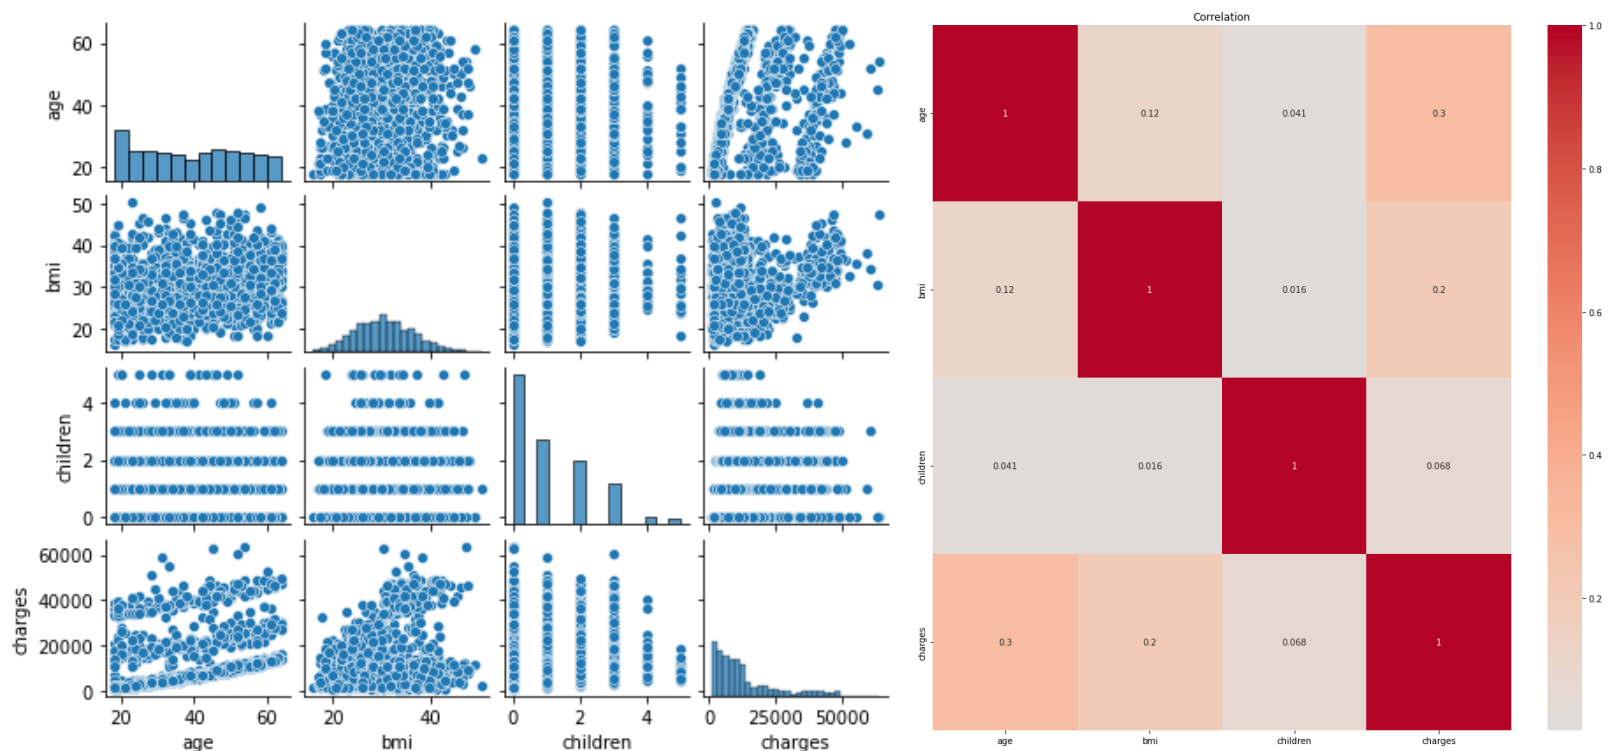 60
40
20
age
50
40
30
20
bmi
4
2
0
children
60000
40000
20000
0
charges
20 40 60
20 40
0 2 4
0 25000 50000
age bmi children charges
Correlation
1 0.12 0.041 0.3
0.12 1 0.016 0.2
0.041 0.016 1 0.068
0.3 0.2 0.068 1
age
bmi
children
charges
age bmi children charges
1.0
0.8
0.6
0.4
0.2